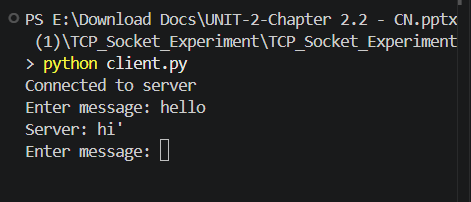 PS E:\Download Docs\UNIT-2-Chapter 2.2 - CN.pptx
(1)\TCP_Socket_Experiment\TCP_Socket_Experiment
> python client.py
Connected to server
Enter message: hello
Server: hi'
Enter message: